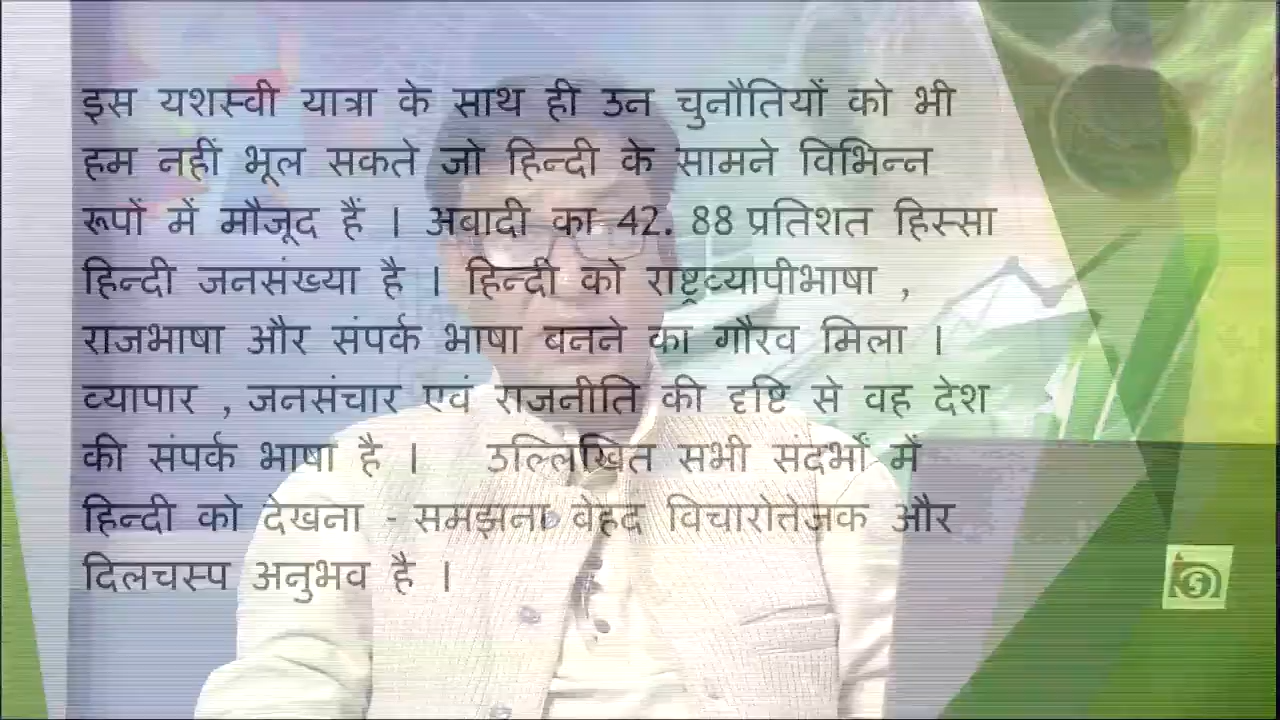 इस यशस्वी यात्रा के साथ ही उन चुनौतियों को भी
हम नहीं भूल सकते जो हिन्दी के सामने विभिन्न
रूपों में मौजूद हैं । अबादी का 42. 88 प्रतिशत हिस्सा
हिन्दी जनसंख्या है । हिन्दी को राष्ट्रव्यापीभाषा ,
राजभाषा और संपर्क भाषा बनने का गौरव मिला ।
व्यापार , जनसंचार एवं राजनीति की दृष्टि से वह देश
की संपर्क भाषा है । उल्लिखित सभी संदर्भों में
हिन्दी को देखना - समझना वेहद विचारोतेजक और
दिलचस्प अनुभव है ।